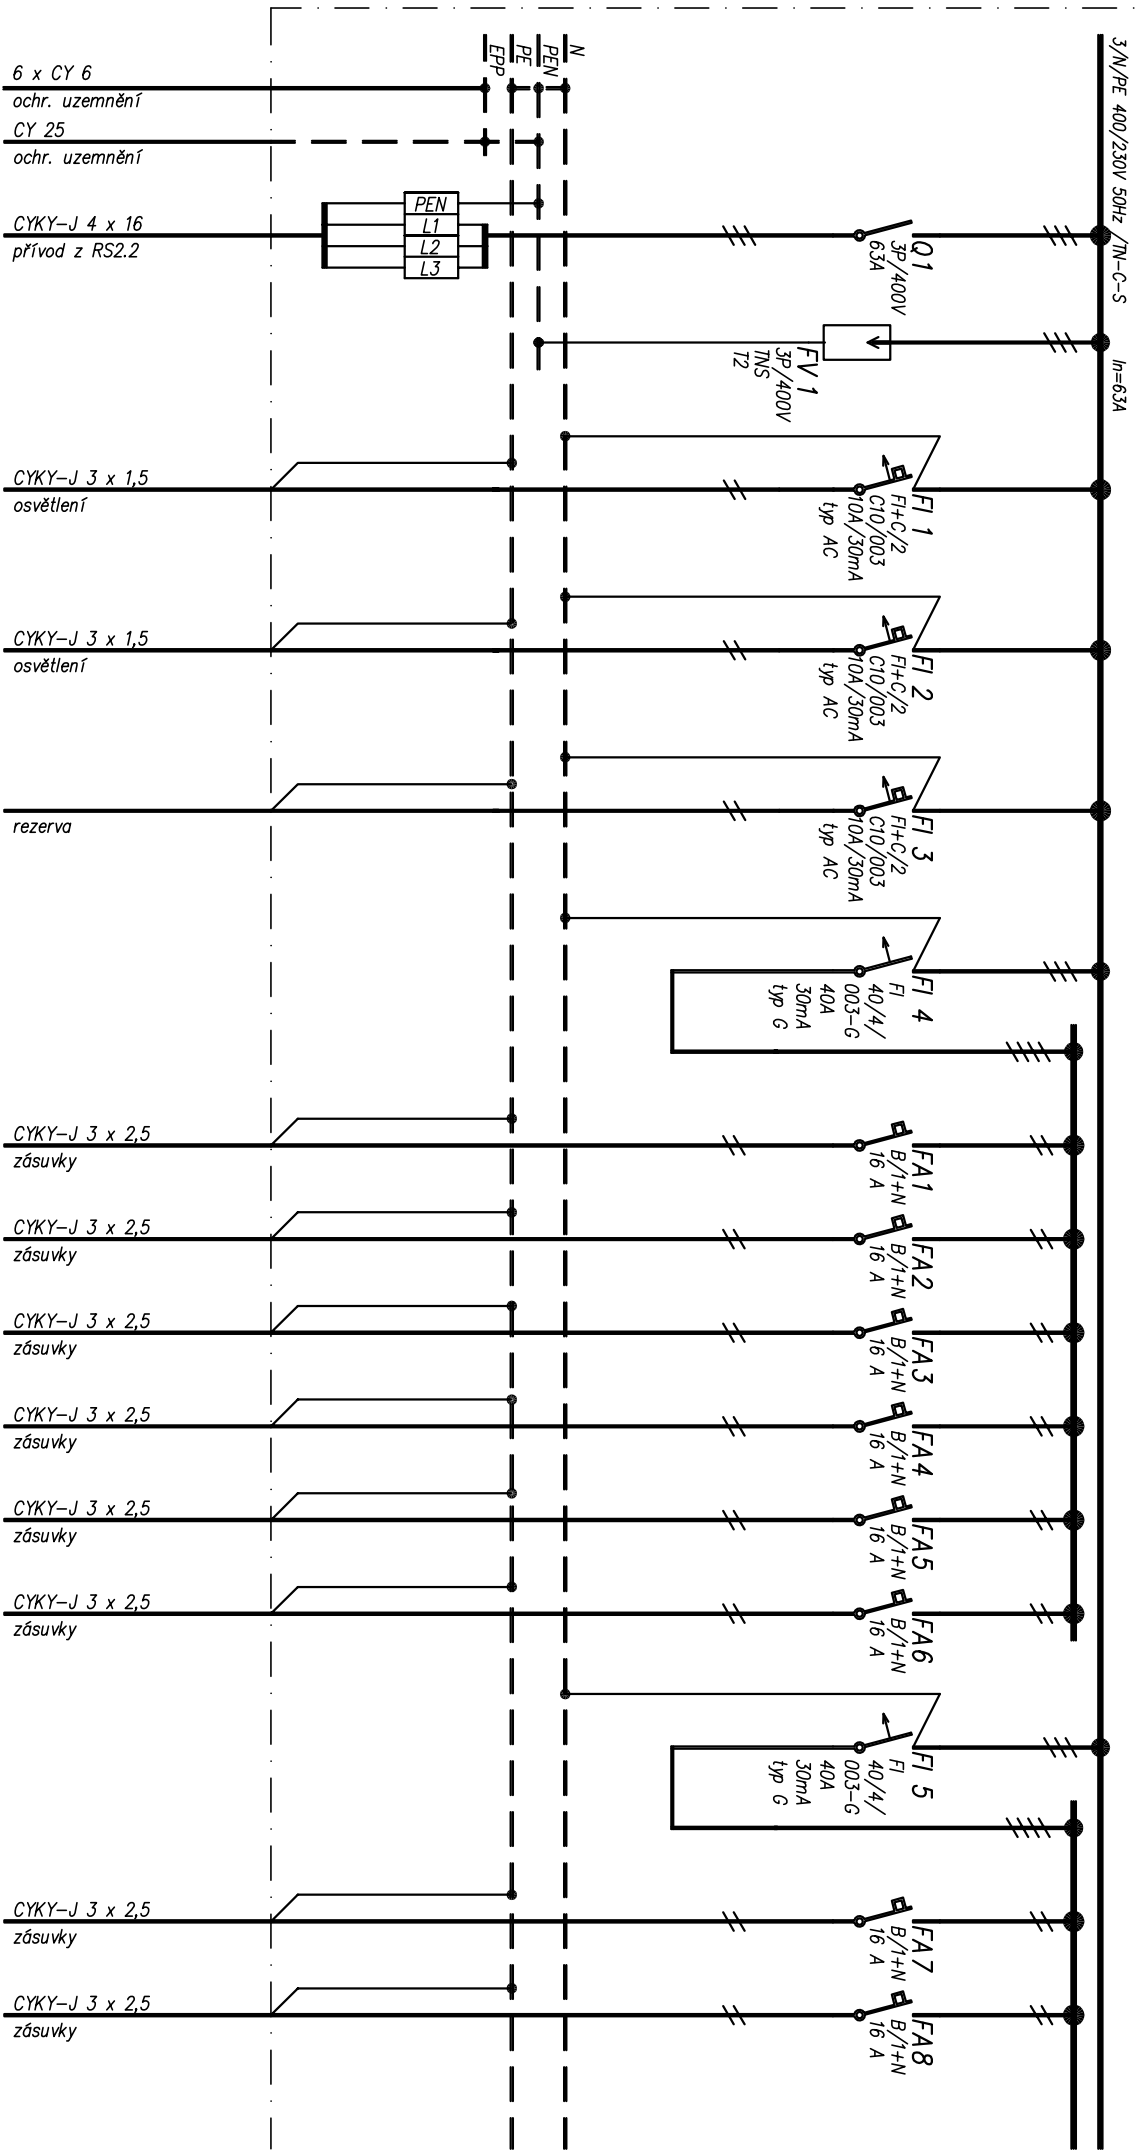 3/N/PE 400/230V 50Hz /TN-C-S In=63A
N
PEN
PE
EPP
6 x CY 6
ochr. uzemnění
CY 25
ochr. uzemnění
CYKY-J 4 x 16
přívod z RS2.2
PEN
L1
L2
L3
Q1
3P/400V
63A
FV 1
3P/400V
TNS
T2
CYKY-J 3 x 1,5
osvětlení
FI 1
FI+C/2
C10/003
10A/30mA
typ AC
CYKY-J 3 x 1,5
osvětlení
FI 2
FI+C/2
C10/003
10A/30mA
typ AC
rezerva
FI 3
FI+C/2
C10/003
10A/30mA
typ AC
FI 4
FI
40/4/
003-G
40A
30mA
typ G
CYKY-J 3 x 2,5
zásuvky
FA1
B/1+N
16 A
CYKY-J 3 x 2,5
zásuvky
FA2
B/1+N
16 A
CYKY-J 3 x 2,5
zásuvky
FA3
B/1+N
16 A
CYKY-J 3 x 2,5
zásuvky
FA4
B/1+N
16 A
CYKY-J 3 x 2,5
zásuvky
FA5
B/1+N
16 A
CYKY-J 3 x 2,5
zásuvky
FA6
B/1+N
16 A
FI 5
FI
40/4/
003-G
40A
30mA
typ G
CYKY-J 3 x 2,5
zásuvky
FA7
B/1+N
16 A
CYKY-J 3 x 2,5
zásuvky
FA8
B/1+N
16 A